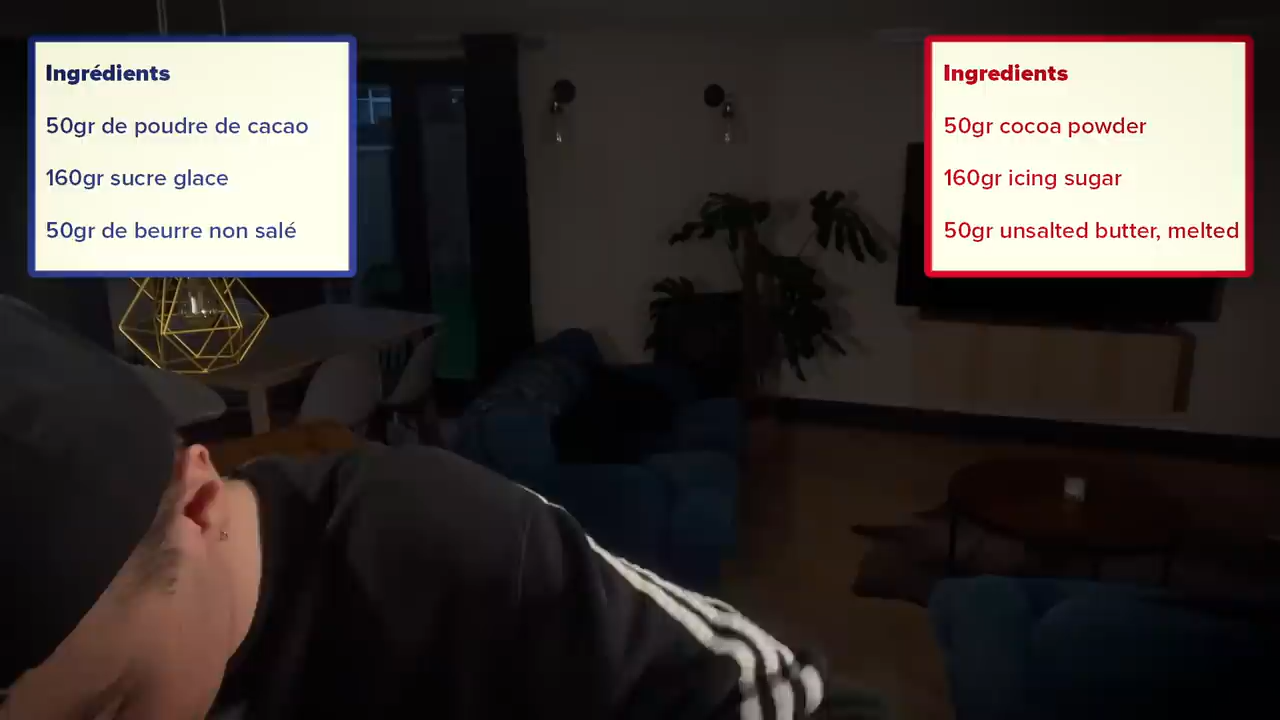 Ingrédients
50gr de poudre de cacao
160gr sucre glace
50gr de beurre non salé
Ingredients
50gr cocoa powder
160gr icing sugar
50gr unsalted butter, melted